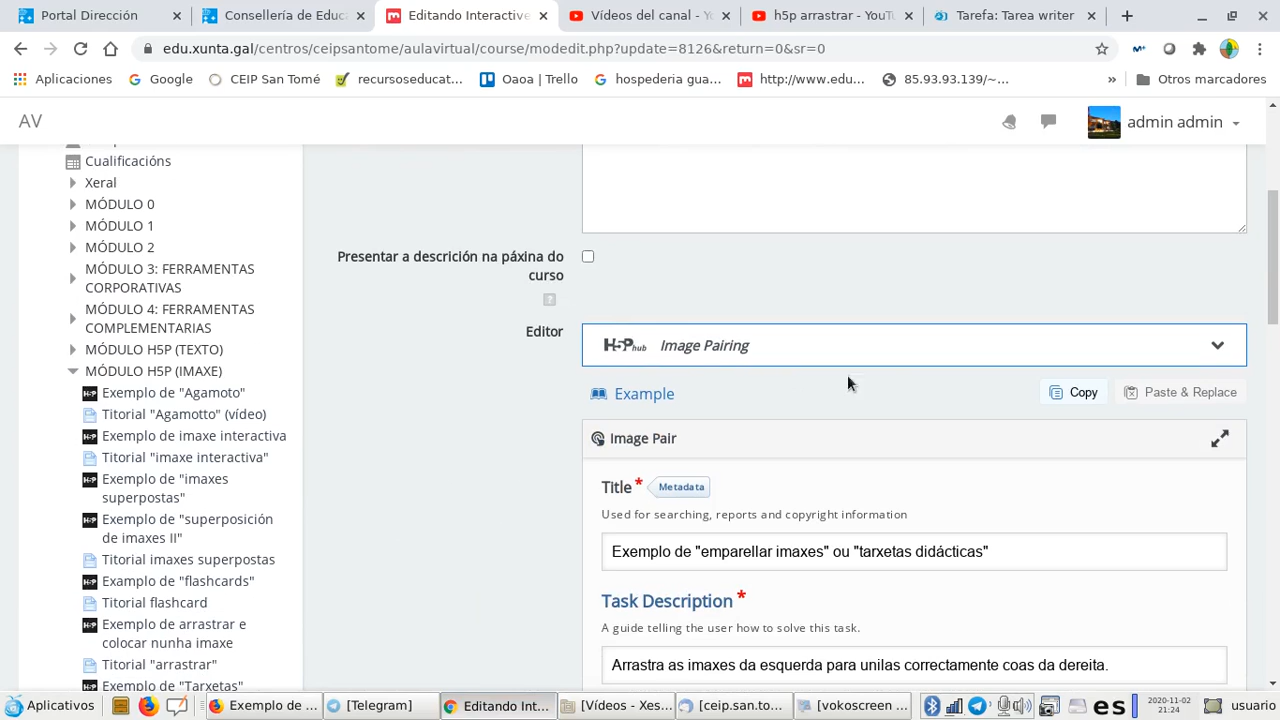 Portal Dirección
Consellería de Educ
Editando Interactive
Vídeos del canal - Yo
h5p arrastrar - YouTu
Tarefa: Tarea writer
edu.xunta.gal/centros/ceipsantome/aulavirtual/course/modedit.php?update=8126&return=0&sr=0
Aplicaciones
Google
CEIP San Tomé
recursoseducat...
Oaoa | Trello
hospederia gua...
http://www.edu...
85.93.93.139/~...
»
Otros marcadores
AV
admin admin
Cualificacións
Xeral
MÓDULO 0
MÓDULO 1
MÓDULO 2
MÓDULO 3: FERRAMENTAS
CORPORATIVAS
MÓDULO 4: FERRAMENTAS
COMPLEMENTARIAS
MÓDULO H5P (TEXTO)
MÓDULO H5P (IMAXE)
Exemplo de "Agamoto"
Titorial "Agamotto" (vídeo)
Exemplo de imaxe interactiva
Titorial "imaxe interactiva"
Exemplo de "imaxes
superpostas"
Exemplo de "superposición
de imaxes II"
Titorial imaxes superpostas
Example de "flashcards"
Titorial flashcard
Exemplo de arrastrar e
colocar nunha imaxe
Titorial "arrastrar"
Exemplo de "Tarxetas"
Presentar a descrición na páxina do
curso
?
Editor
H5P hub Image Pairing
Example
Copy
Paste & Replace
Image Pair
Title * Metadata
Used for searching, reports and copyright information
Exemplo de "emparellar imaxes" ou "tarxetas didácticas"
Task Description *
A guide telling the user how to solve this task.
Arrastra as imaxes da esquerda para unilas correctamente coas da dereita.
Aplicativos
Exemplo de ...
[Telegram]
Editando Int...
[Vídeos - Xes...
[ceip.san.to...
[vokoscreen ...
es
2020-11-02
21:24
usuario